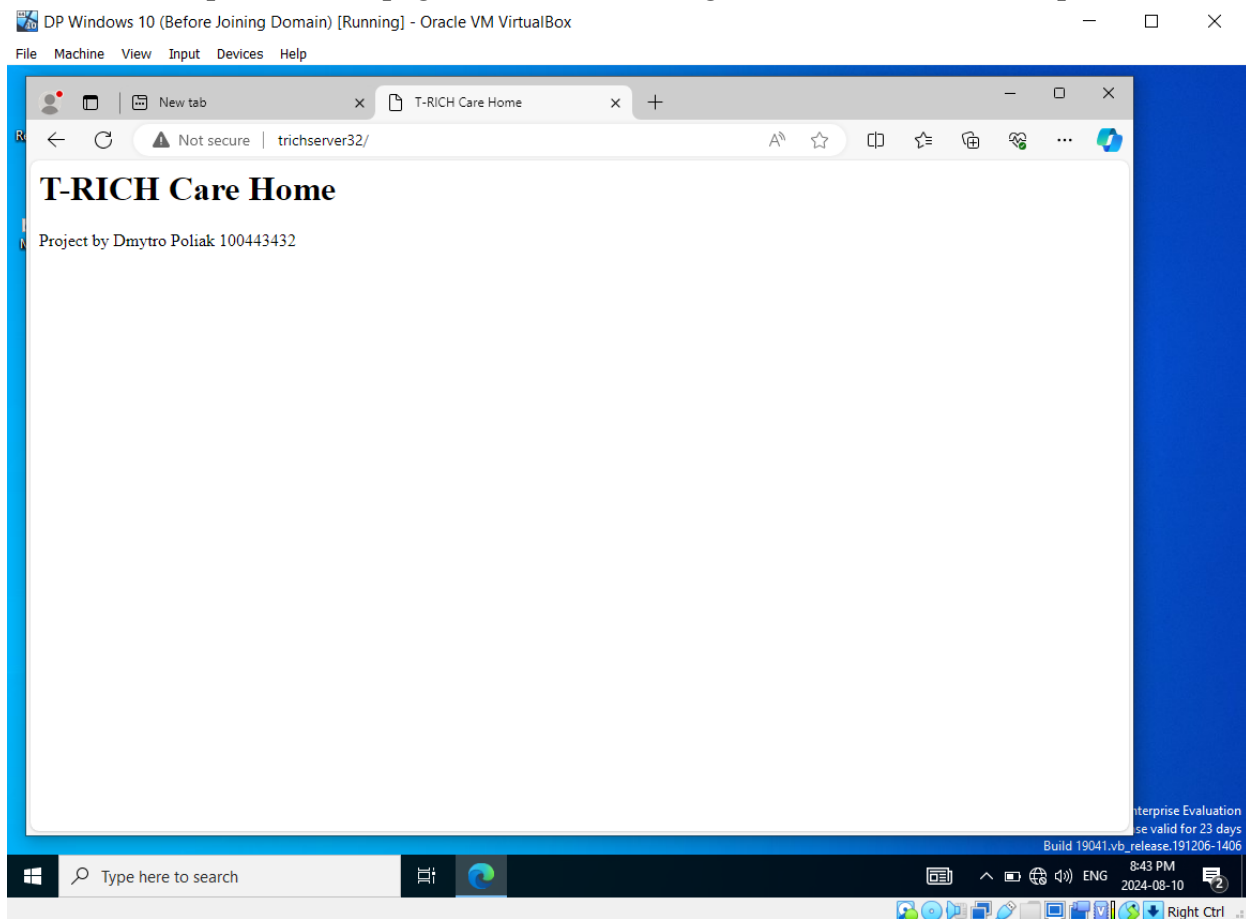 DP Windows 10 (Before Joining Domain) [Running] - Oracle VM VirtualBox
File Machine View Input Devices Help
New tab
T-RICH Care Home
Not secure | trichserver32/
T-RICH Care Home
Project by Dmytro Poliak 100443432
Evaluation
valid for 23 days
Build 19041.vb_release.191206-1406
Type here to search
ENG
8:43 PM
2024-08-10
2
Right Ctrl